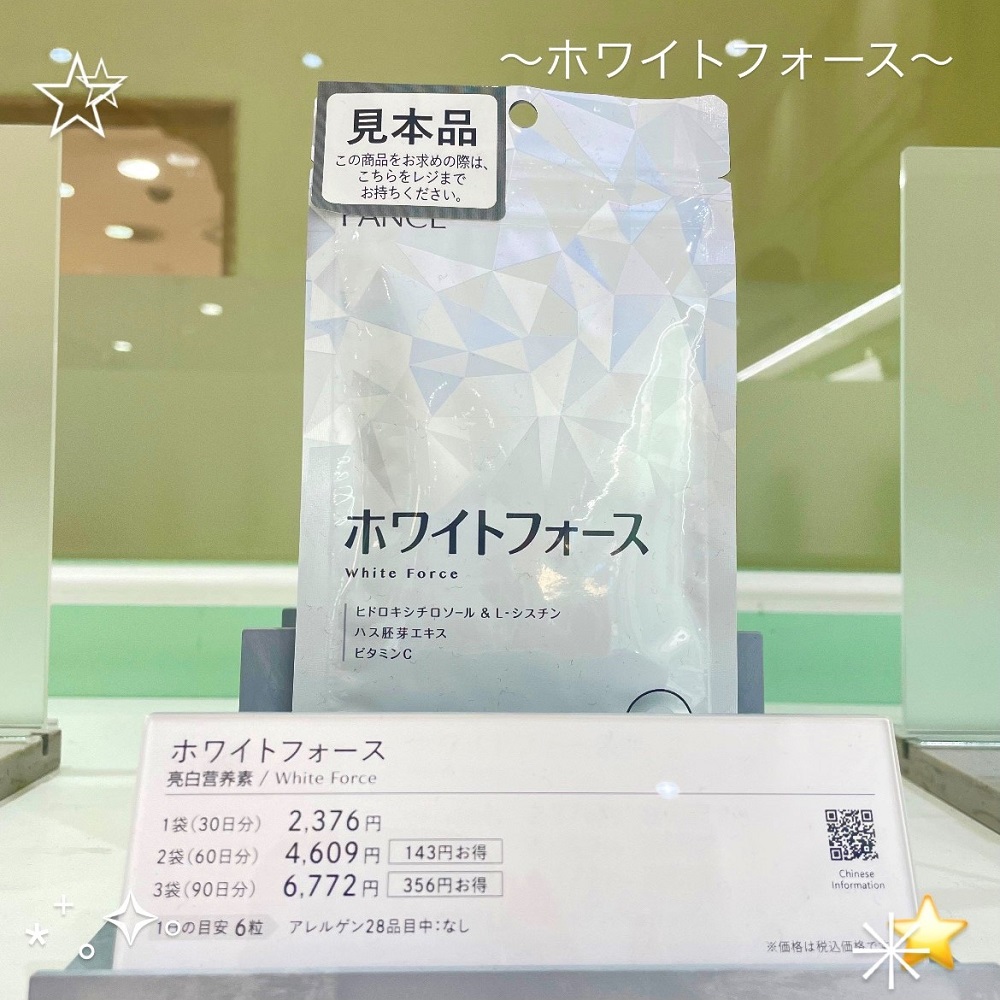 ～ホワイトフォース～
見本品
この商品をお求めの際は、
こちらをレジまで
お持ちください。
FANCL
ホワイトフォース
White Force
ヒドロキシチロソール & L-シスチン
ハス胚芽エキス
ビタミンC
ホワイトフォース
亮白营养素 / White Force
1袋(30日分) 2,376円
2袋(60日分) 4,609円 143円お得
3袋(90日分) 6,772円 356円お得
1日の目安 6粒 アレルゲン28品目中:なし
Chinese
Information
※価格は税込価格で